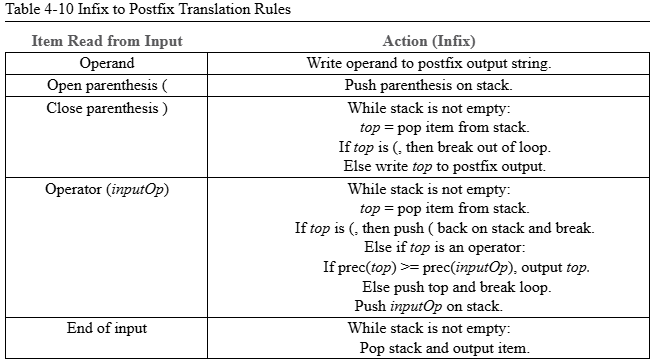 Table 4-10 Infix to Postfix Translation Rules
Item Read from Input Action (Infix)
Operand Write operand to postfix output string.
Open parenthesis ( Push parenthesis on stack.
Close parenthesis ) While stack is not empty:
top = pop item from stack.
If top is (, then break out of loop.
Else write top to postfix output.
Operator (inputOp) While stack is not empty:
top = pop item from stack.
If top is (, then push ( back on stack and break.
Else if top is an operator:
If prec(top) >= prec(inputOp), output top.
Else push top and break loop.
Push inputOp on stack.
End of input While stack is not empty:
Pop stack and output item.